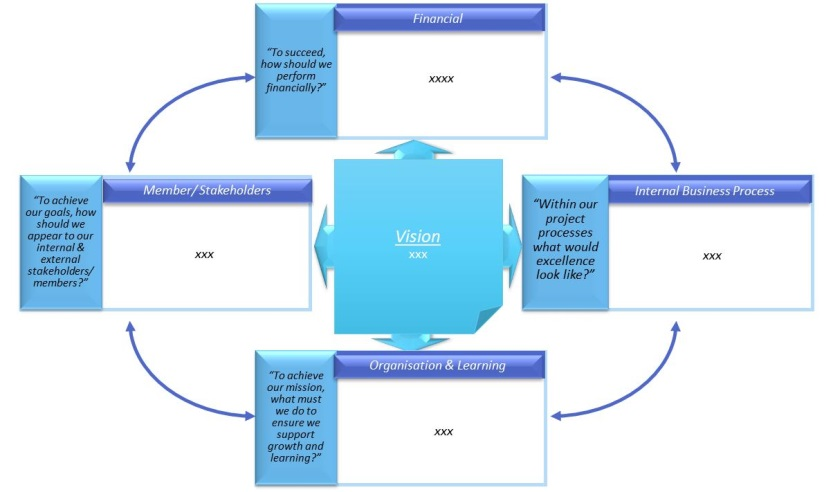 Financial
"To succeed,
how should we
perform
financially?"
xxxx
Member/ Stakeholders
"To achieve
our goals, how
should we
appear to our
internal &
external
stakeholders/
members?"
xxx
Vision
xxx
Internal Business Process
"Within our
project
processes
what would
excellence
look like?"
xxx
Organisation & Learning
"To achieve
our mission,
what must
we do to
ensure we
support
growth and
learning?"
xxx